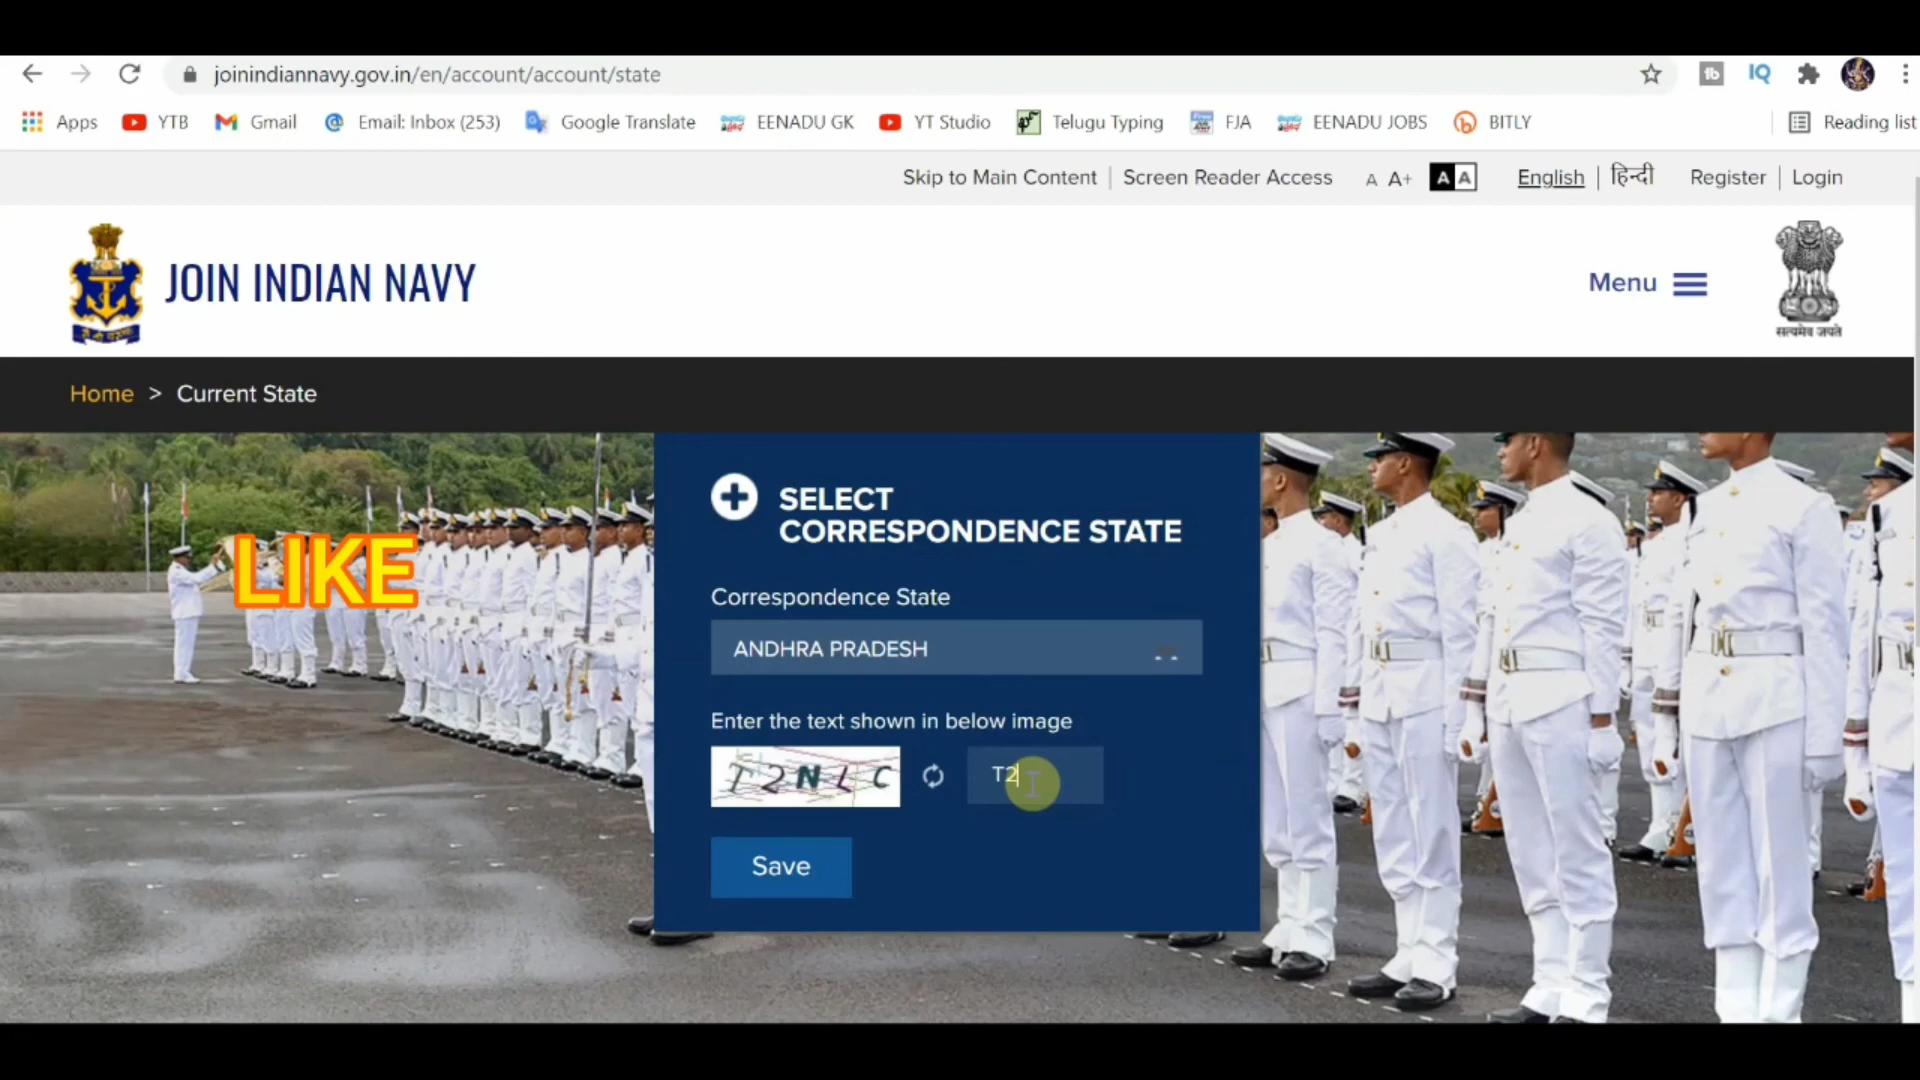 joinindiannavy.gov.in/en/account/account/state
Apps YTB Gmail Email: Inbox (253) Google Translate EENADU GK YT Studio Telugu Typing FJA EENADU JOBS BITLY Reading list
Skip to Main Content | Screen Reader Access A A+ A A English | हिन्दी Register | Login
JOIN INDIAN NAVY
Menu
सत्यमेव जयते
Home > Current State
SELECT
CORRESPONDENCE STATE
LIKE
Correspondence State
ANDHRA PRADESH
Enter the text shown in below image
T2NLC T2
Save